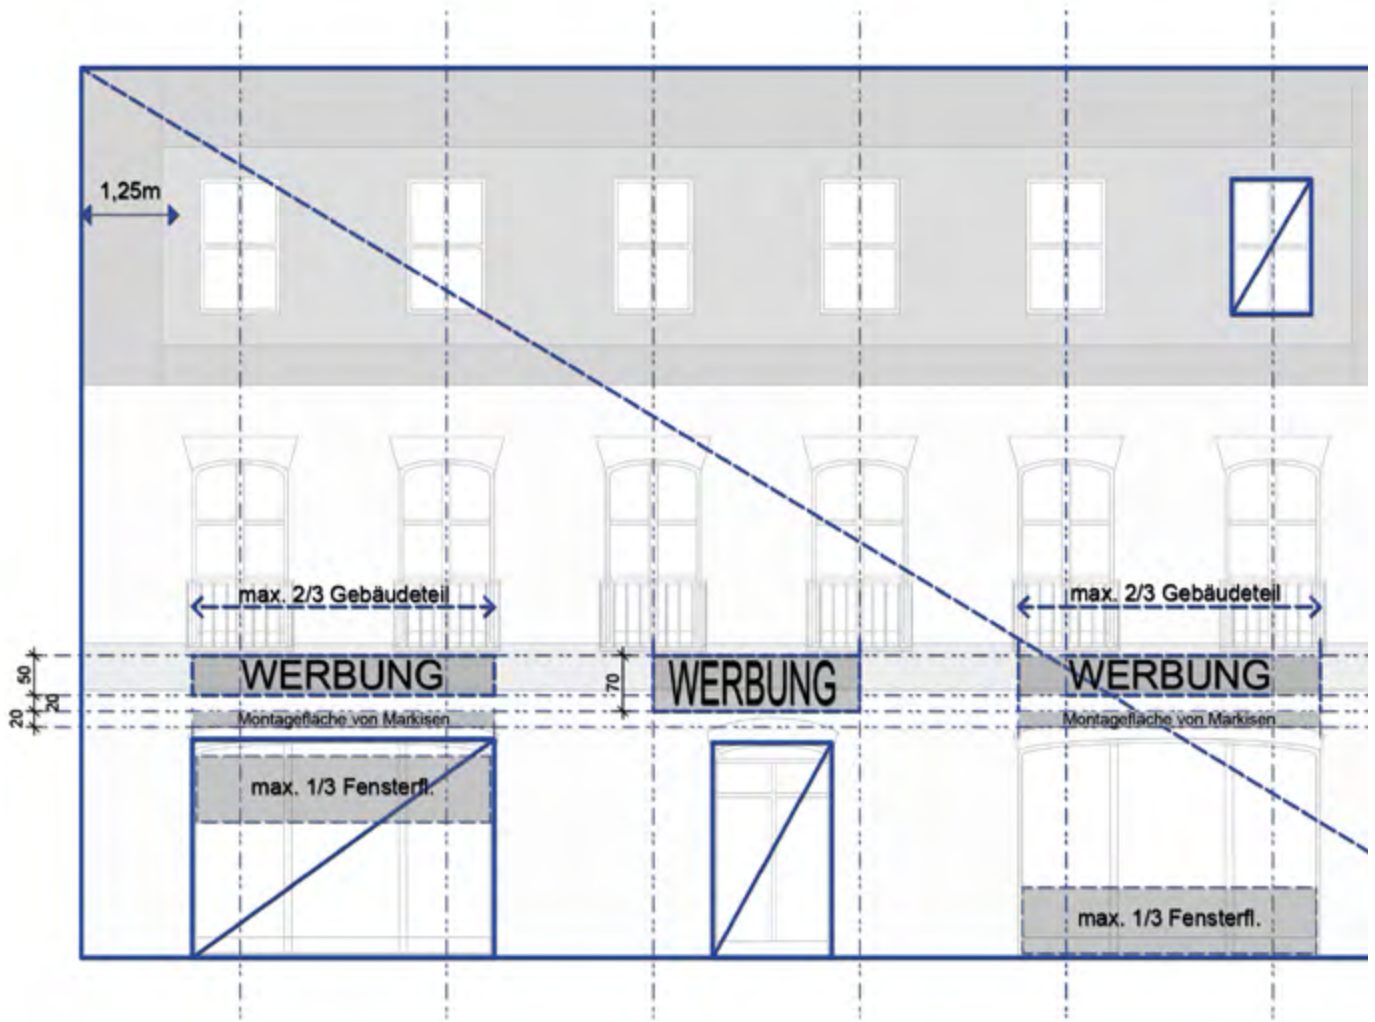 1,25m
max. 2/3 Gebäudeteil
max. 2/3 Gebäudeteil
50
WERBUNG
70
WERBUNG
WERBUNG
20
20
Montagefläche von Markisen
Montagefläche von Markisen
max. 1/3 Fensterfl.
max. 1/3 Fensterfl.